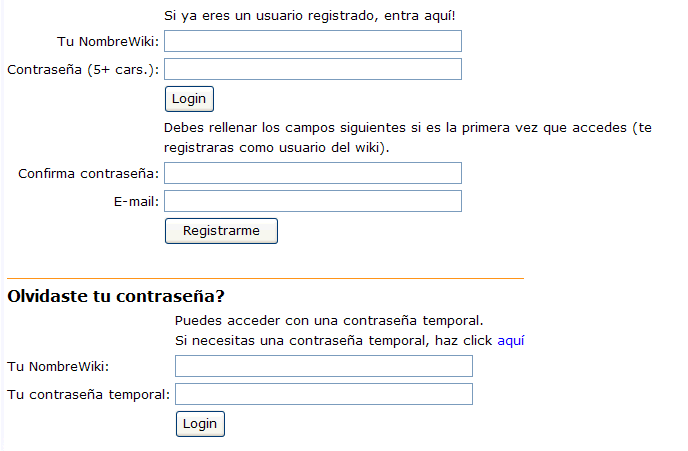 Si ya eres un usuario registrado, entra aquí!
Tu NombreWiki:
Contraseña (5+ cars.):
Login
Debes rellenar los campos siguientes si es la primera vez que accedes (te
registraras como usuario del wiki).
Confirma contraseña:
E-mail:
Registrarme
Olvidaste tu contraseña?
Puedes acceder con una contraseña temporal.
Si necesitas una contraseña temporal, haz click aquí
Tu NombreWiki:
Tu contraseña temporal:
Login